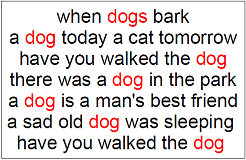 when dogs bark
a dog today a cat tomorrow
have you walked the dog
there was a dog in the park
a dog is a man's best friend
a sad old dog was sleeping
have you walked the dog